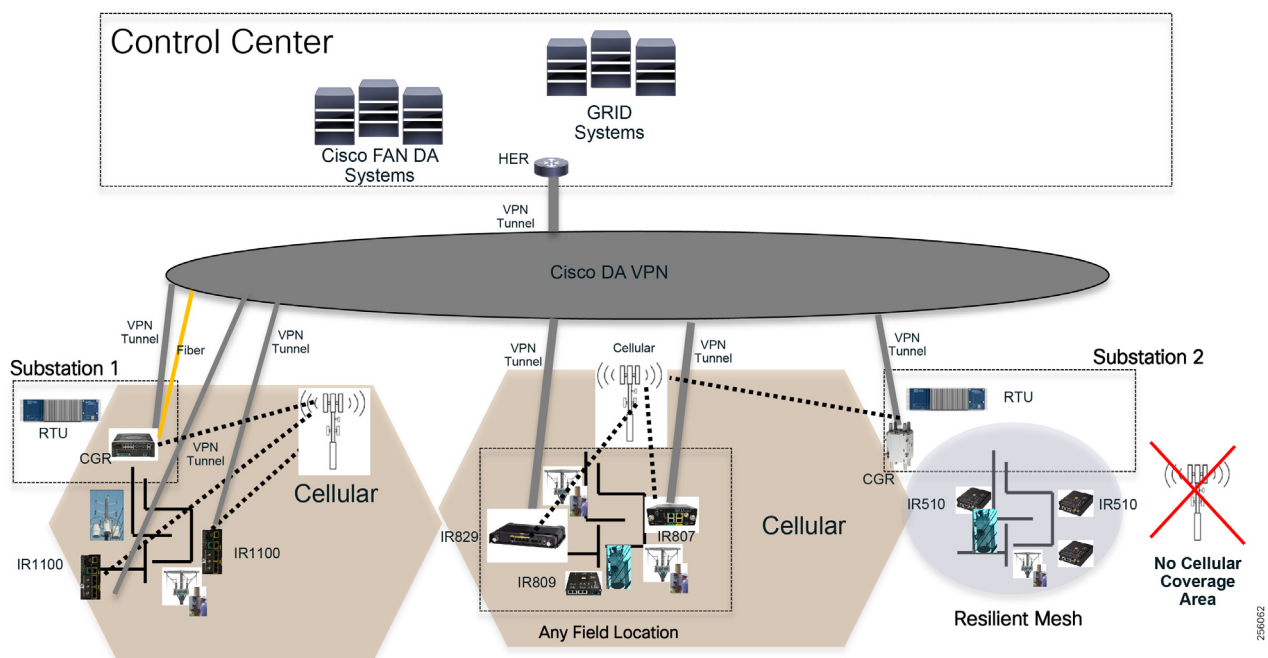 Control Center
GRID
Systems
Cisco FAN DA
Systems
HER
VPN
Tunnel
Cisco DA VPN
VPN
Tunnel
Fiber
VPN
Tunnel
VPN
Tunnel
Cellular
VPN
Tunnel
VPN
Tunnel
Substation 1
RTU
CGR
VPN
Tunnel
Cellular
IR1100
IR1100
IR829
IR807
IR809
Cellular
Any Field Location
Substation 2
RTU
CGR
IR510
IR510
Resilient Mesh
No Cellular
Coverage
Area
256062